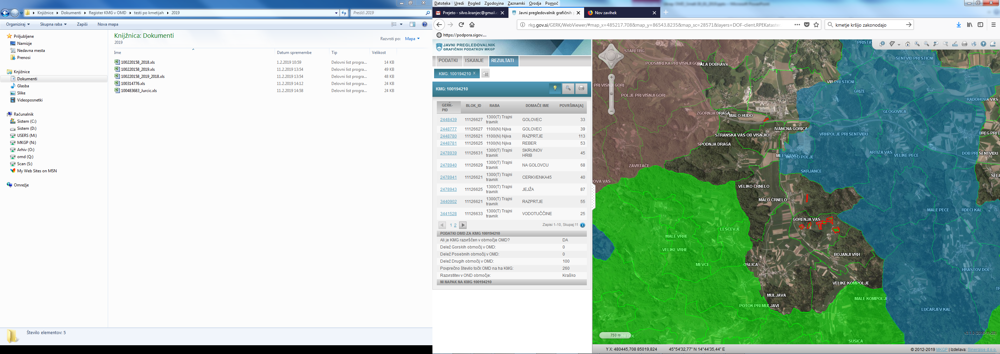 Knjižnice
Dokumenti
Register KMG v OMD
testi po kmetijah
2019
Preišči 2019
Organiziraj
Skupna raba
Zapiši
Nova mapa
Priljubljene
Namizje
Nedavna mesta
Prenosi
Knjižnice
Dokumenti
Glasba
Slike
Videoposnetki
Računalnik
Sistem (C:)
Sistem (D:)
USERS (M:)
MKGP (N:)
Arhiv (O:)
omd (Q:)
Scan (S:)
My Web Sites on MSN
Omrežje
Knjižnica: Dokumenti
2019
Razvrsti po: Mapa
Ime Datum spremembe Tip Velikost
100220158_2018.xls 1.2.2019 10:59 Delovni list progra... 14 KB
100220158_2019.xls 11.2.2019 13:54 Delovni list progra... 49 KB
100220158_2019_2018.xls 11.2.2019 13:54 Delovni list progra... 48 KB
100314776.xls 11.2.2019 14:12 Delovni list progra... 24 KB
100483683_Jurcic.xls 11.2.2019 14:58 Delovni list progra... 24 KB
Število elementov: 5
Datoteka Uredi Pogled Zgodovina Zaznamki Orodja Pomoč
Prejeto - silvo.kranjec@gmail.c
Javni pregledovalnik grafičnih p
Nov zavihek
rkg.gov.si/GERK/WebViewer/#map_x=485217.708&map_y=86543.8235&map_sc=28571&layers=DOF-client,RPEKataster
kmetje kršijo zakonodajo
https://podpora.sigov....
JAVNI PREGLEDOVALNIK
GRAFIČNIH PODATKOV MKGP
PODATKI ISKANJE REZULTATI
KMG: 100194210 x
KMG: 100194210
GERK-PID BLOK_ID RABA DOMAČE IME POVRŠINA[A]
2448439 11126627 1300(T) Trajni travnik GOLOVEC 33
2448777 11126627 1100(N) Njiva GOLOVEC 39
2448780 11126621 1100(N) Njiva RAZPRTJE 113
2448781 11126625 1100(N) Njiva REBER 53
2478939 11126631 1300(T) Trajni travnik SKRUNOV HRIB 45
2478940 11126629 1300(T) Trajni travnik NA GOLOVCU 68
2478941 11126621 1300(T) Trajni travnik CERKVENKA45 40
2478943 11126625 1300(T) Trajni travnik JEJŽA 87
3440902 11126621 1300(T) Trajni travnik RAZPRTJE 55
3441528 11126633 1300(T) Trajni travnik VODOTUČČINE 25
1 2
Zapisi 1-10, Skupaj:11
PODATKI OMD ZA KMG 100194210
Ali je KMG razvrščen v območje OMD? DA
Delež Gorskih območij v OMD: 0
Delež Posebnih območij v OMD: 0
Delež Drugih območij v OMD: 100
Povprečno število točk OMD na ha KMG: 260
Razvrstitev v OND območje: Kraško
NI NAPAK NA KMG 100194210
STARI TRG
PODSMREKA PRI VIŠNJI GORI
MALA DOBRAVA
PRISTA
SENTVID PRI STIČNI
PRI VIŠNJI GORI
VIR PRI STIČNI
POLJE PRI VIŠNJI GORI
GRIŽE
RADOHOVA VAS
ZGORNJA DRAGA
MALO HUDO
GLOGOVICA
IVANČNA GORICA
STRANSKA VAS OB VIŠNJICI
VRHPOLJE PRI ŠENTVIDU
BREG PRI D
SPODNJA DRAGA
ARTIŽA VAS
VELIKE PECE
DOB PRI ŠENTVIDU
MLEŠČEVO
MRZLO POLJE
ZAVRTAČE
ŠKRJANČE
SELA
NOVA VAS
VELIKO ČRNELO
MALO ČRNELO
MALE PECE
RDEČI KAL
GORENJA VAS
LEŠČEVJE
MALE VRHE
VELIKE VRHE
BOJANJI VRH
MEVCE
OSLICA
HRASTOV DOL
VELIKE KOMPOLJE
MULJAVA
MALE KOMPOLJE
POTOK PRI MULJAVI
LUČARJEV KAL
750 m
SUŠICA
v3.1.0 (2018-11-28)
Y X: 480445,708 85019,824
45°54'32,77" N 14°44'35,44" E
© 2012-2019 MKGP | Izdelava: Sinergise d.o.o.